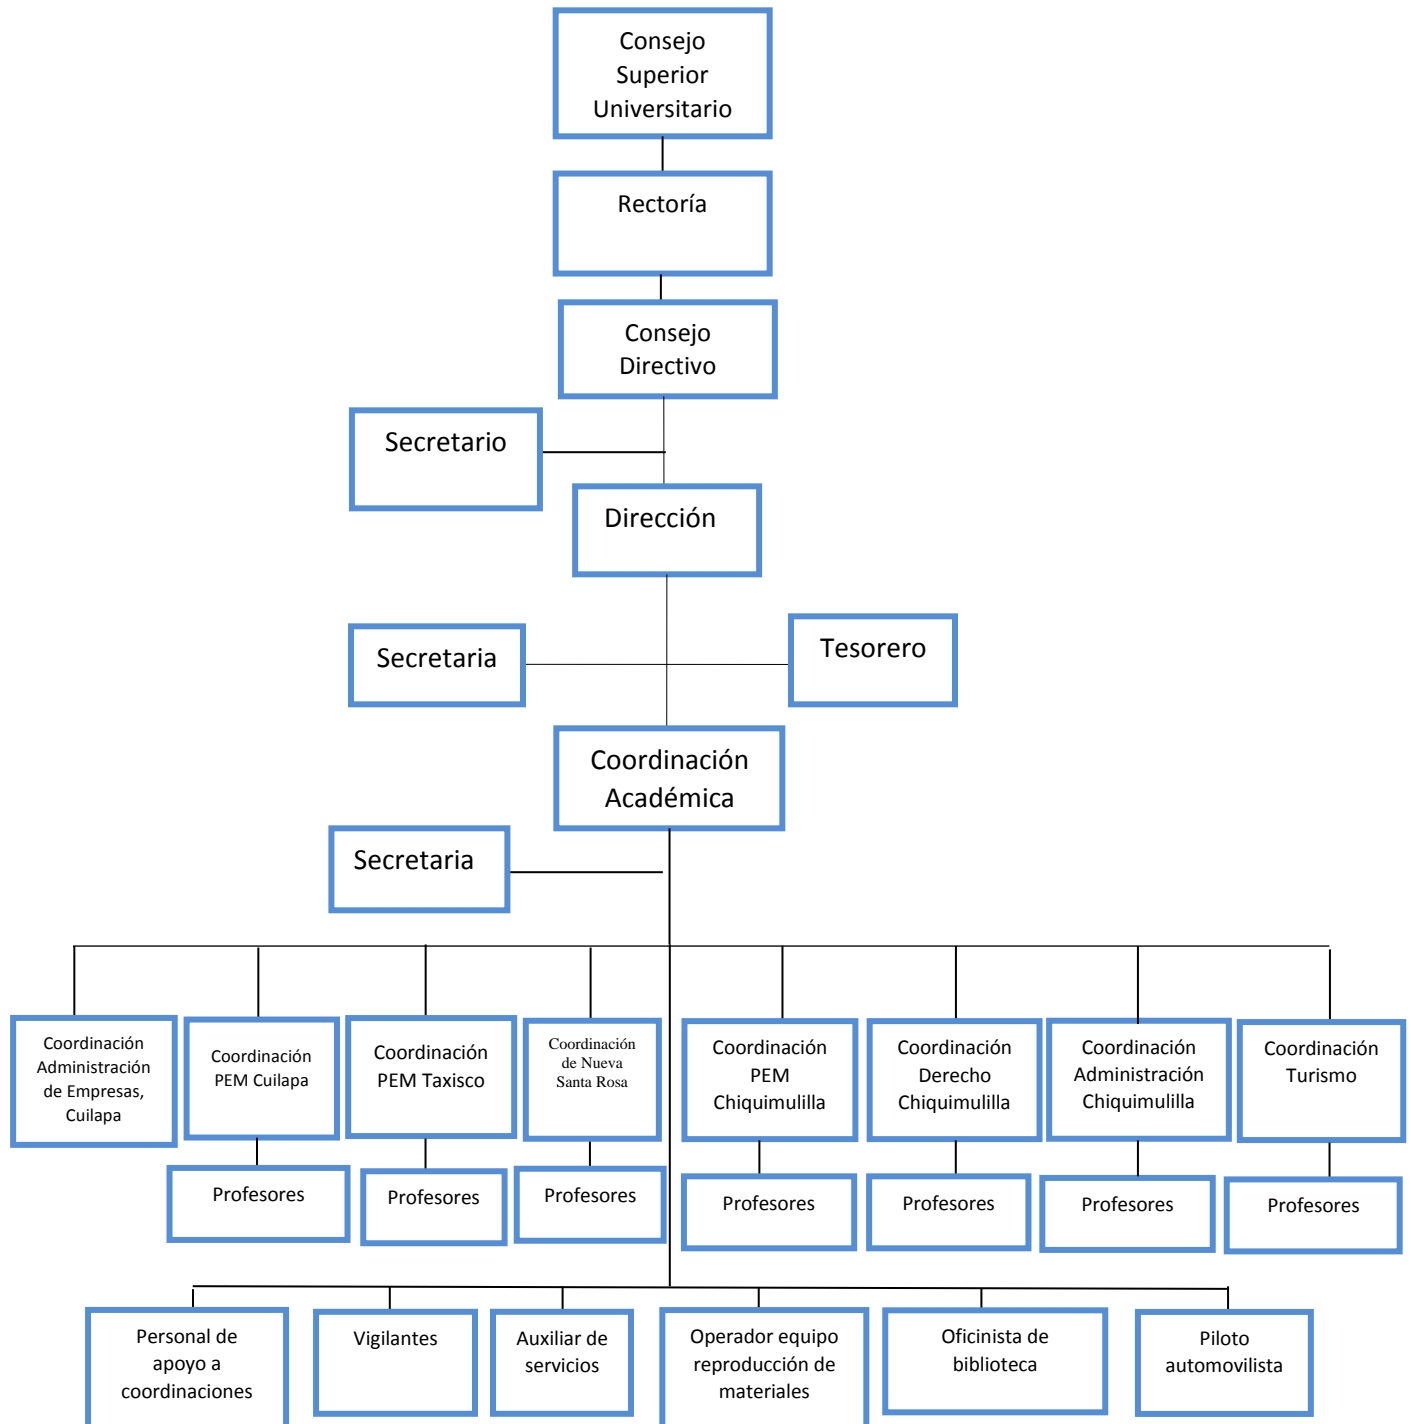 Consejo
Superior
Universitario
Rectoría
Consejo
Directivo
Secretario
Dirección
Secretaria
Tesorero
Coordinación
Académica
Secretaria
Coordinación
Administración
de Empresas,
Cuilapa
Coordinación
PEM Cuilapa
Coordinación
PEM Taxisco
Coordinación
de Nueva
Santa Rosa
Coordinación
PEM
Chiquimulilla
Coordinación
Derecho
Chiquimulilla
Coordinación
Administración
Chiquimulilla
Coordinación
Turismo
Profesores
Profesores
Profesores
Profesores
Profesores
Profesores
Profesores
Personal de
apoyo a
coordinaciones
Vigilantes
Auxiliar de
servicios
Operador equipo
reproducción de
materiales
Oficinista de
biblioteca
Piloto
automovilista